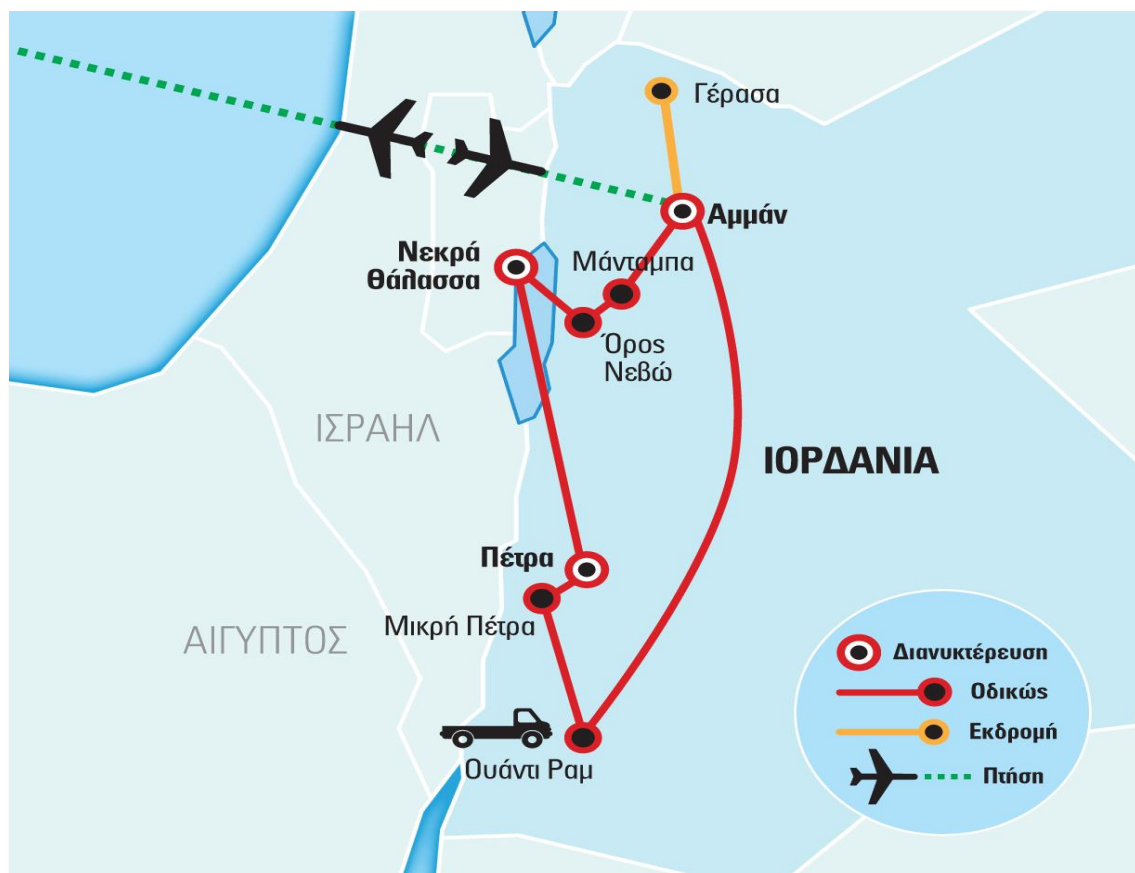 Γέρασα
Αμμάν
Νεκρά
Θάλασσα
Μάνταμπα
Όρος
Νεβώ
ΙΣΡΑΗΛ
ΙΟΡΔΑΝΙΑ
Πέτρα
Μικρή Πέτρα
ΑΙΓΥΠΤΟΣ
Ουάντι Ραμ
Διανυκτέρευση
Οδικώς
Εκδρομή
Πτήση